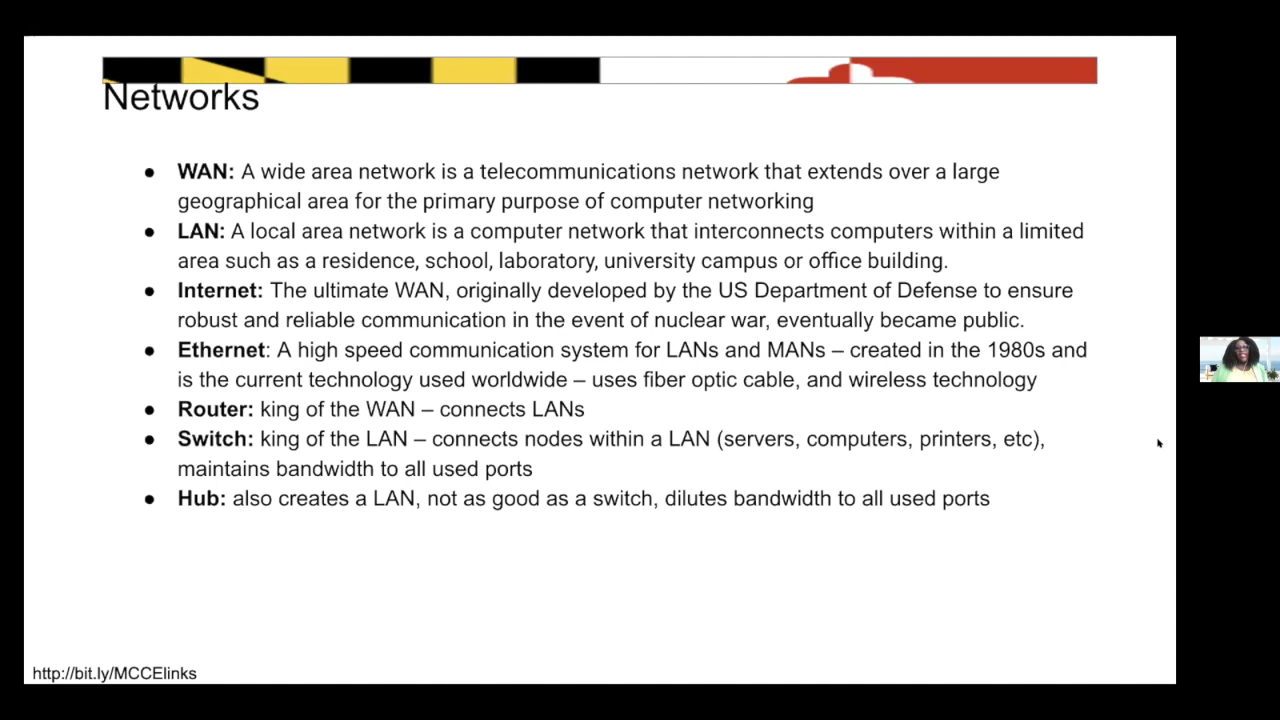 Networks
● WAN: A wide area network is a telecommunications network that extends over a large
geographical area for the primary purpose of computer networking
● LAN: A local area network is a computer network that interconnects computers within a limited
area such as a residence, school, laboratory, university campus or office building.
● Internet: The ultimate WAN, originally developed by the US Department of Defense to ensure
robust and reliable communication in the event of nuclear war, eventually became public.
● Ethernet: A high speed communication system for LANs and MANs – created in the 1980s and
is the current technology used worldwide – uses fiber optic cable, and wireless technology
● Router: king of the WAN – connects LANs
● Switch: king of the LAN – connects nodes within a LAN (servers, computers, printers, etc),
maintains bandwidth to all used ports
● Hub: also creates a LAN, not as good as a switch, dilutes bandwidth to all used ports
http://bit.ly/MCCElinks